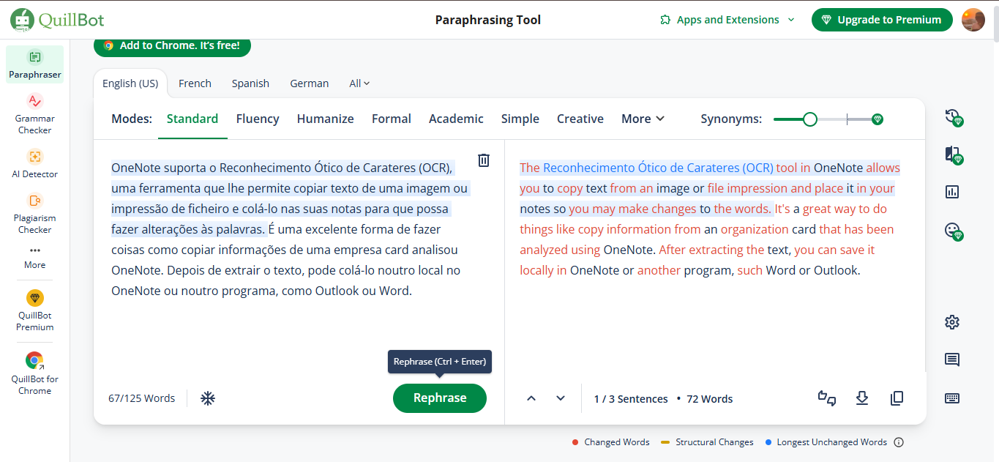 QuillBot
Paraphrasing Tool
Apps and Extensions
Upgrade to Premium
Add to Chrome. It's free!
Paraphraser
Grammar
Checker
AI Detector
Plagiarism
Checker
More
QuillBot
Premium
QuillBot for
Chrome
English (US) French Spanish German All
Modes: Standard Fluency Humanize Formal Academic Simple Creative More Synonyms:
OneNote suporta o Reconhecimento Ótico de Carateres (OCR),
uma ferramenta que lhe permite copiar texto de uma imagem ou
impressão de ficheiro e colá-lo nas suas notas para que possa
fazer alterações às palavras. É uma excelente forma de fazer
coisas como copiar informações de uma empresa card analisou
OneNote. Depois de extrair o texto, pode colá-lo noutro local no
OneNote ou noutro programa, como Outlook ou Word.
Rephrase (Ctrl + Enter)
67/125 Words
Rephrase
The Reconhecimento Ótico de Carateres (OCR) tool in OneNote allows
you to copy text from an image or file impression and place it in your
notes so you may make changes to the words. It's a great way to do
things like copy information from an organization card that has been
analyzed using OneNote. After extracting the text, you can save it
locally in OneNote or another program, such Word or Outlook.
1 / 3 Sentences • 72 Words
Changed Words Structural Changes Longest Unchanged Words